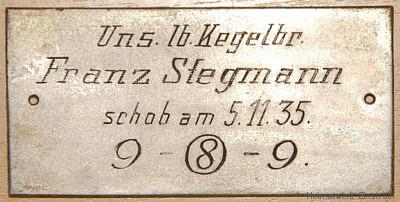 Uns. lb. Kegelbr.
Franz Stegmann
schob am 5.11.35.
9 - 8 - 9.